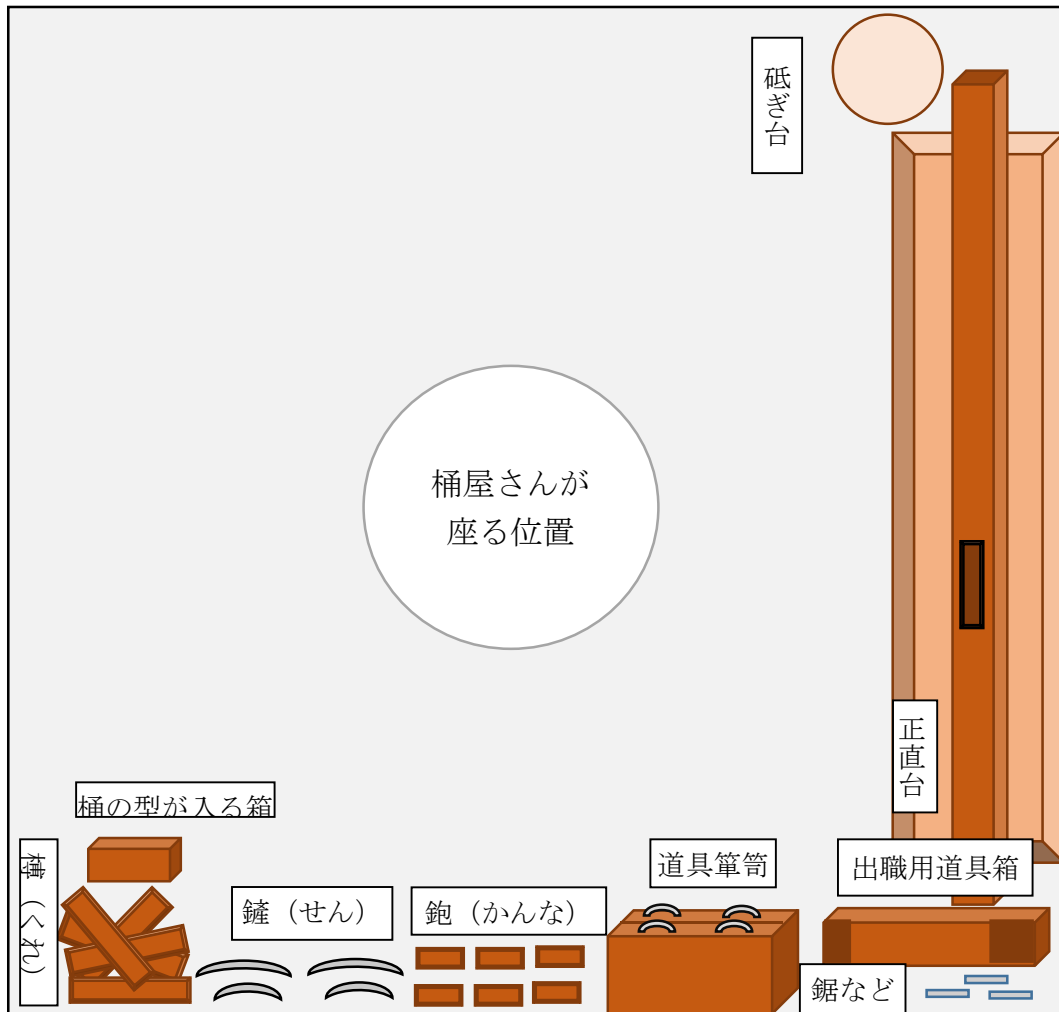 砥ぎ台
桶屋さんが
座る位置
正直台
桶の型が入る箱
榑（くれ）
鏟（せん）
鉋（かんな）
道具箪笥
出職用道具箱
鋸など